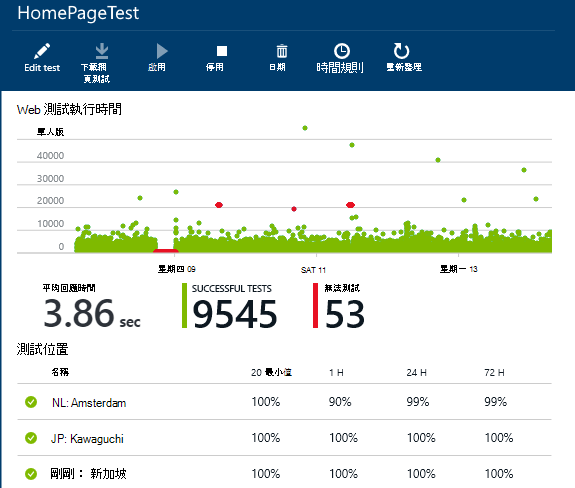 HomePageTest
Edit test
下載網頁測試
啟用
停用
日期
時間規則
重新整理
Web 測試執行時間
單人版
40000
30000
20000
10000
0
星期四 09
SAT 11
星期一 13
平均回應時間
3.86 sec
SUCCESSFUL TESTS
9545
無法測試
53
測試位置
名稱 20 最小值 1 H 24 H 72 H
NL: Amsterdam 100% 90% 99% 99%
JP: Kawaguchi 100% 100% 100% 100%
剛剛： 新加坡 100% 100% 100% 100%